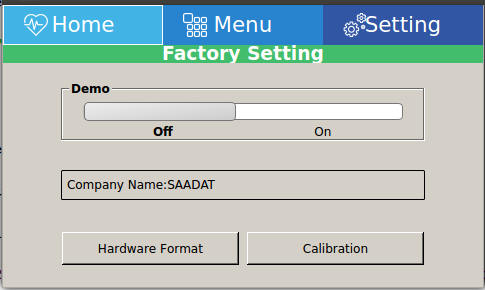 Home Menu Setting
Factory Setting
Demo
Off On
Company Name:SAADAT
Hardware Format Calibration